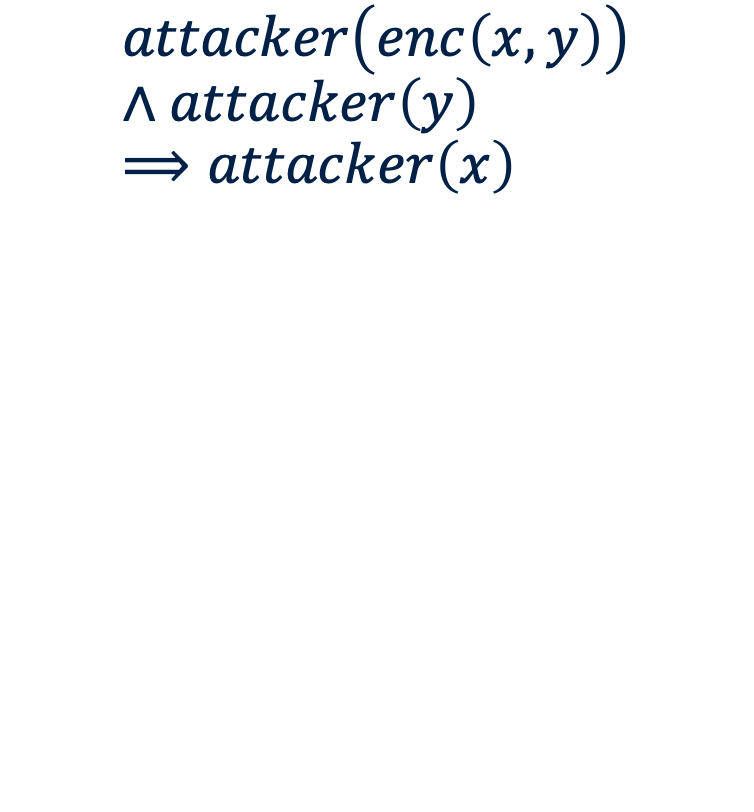 attacker(enc(x, y))
∧ attacker(y)
⟹ attacker(x)